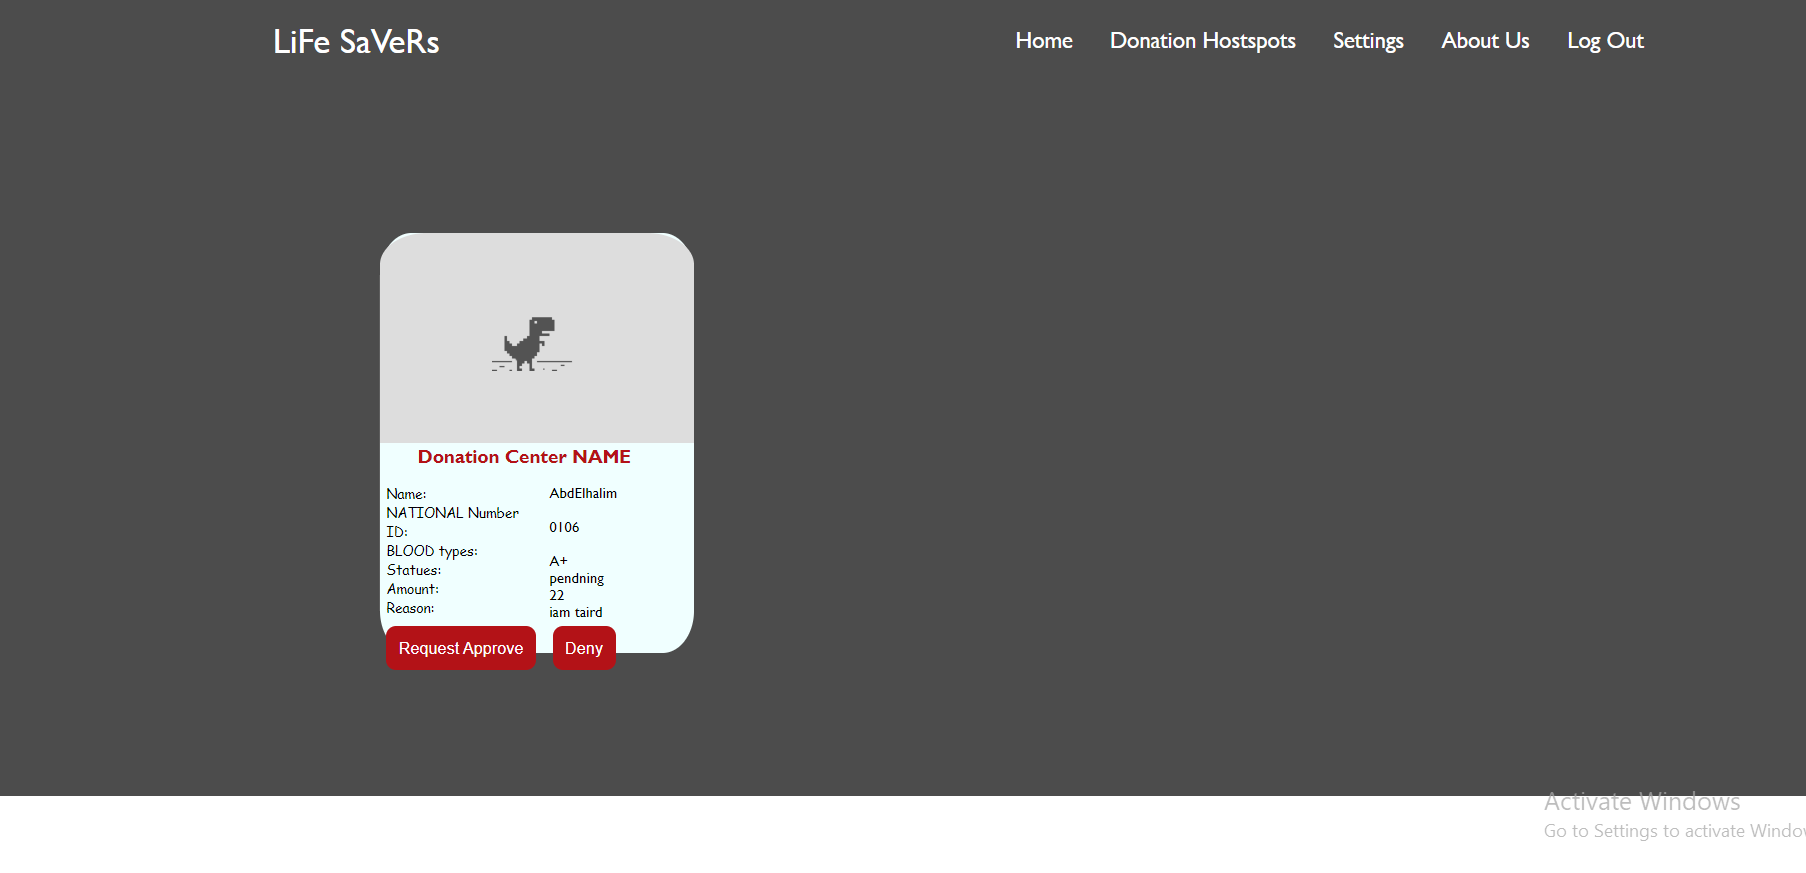 LiFe SaVeRs
Home Donation Hostspots Settings About Us Log Out
Donation Center NAME
Name: AbdElhalim
NATIONAL Number
ID: 0106
BLOOD types: A+
Statues: pendning
Amount: 22
Reason: iam taird
Request Approve Deny
Activate Windows
Go to Settings to activate Window